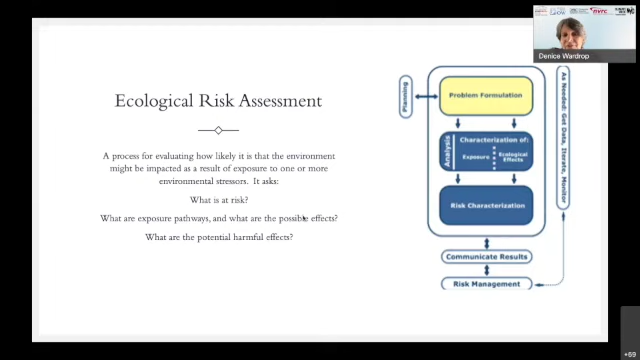 Ecological Risk Assessment
A process for evaluating how likely it is that the environment
might be impacted as a result of exposure to one or more
environmental stressors. It asks:
What is at risk?
What are exposure pathways, and what are the possible effects?
What are the potential harmful effects?
Planning
Problem Formulation
Analysis
Characterization of:
Exposure
Ecological
Effects
Risk Characterization
Communicate Results
Risk Management
As Needed: Get Data, Iterate, Monitor
Denice Wardrop
+59